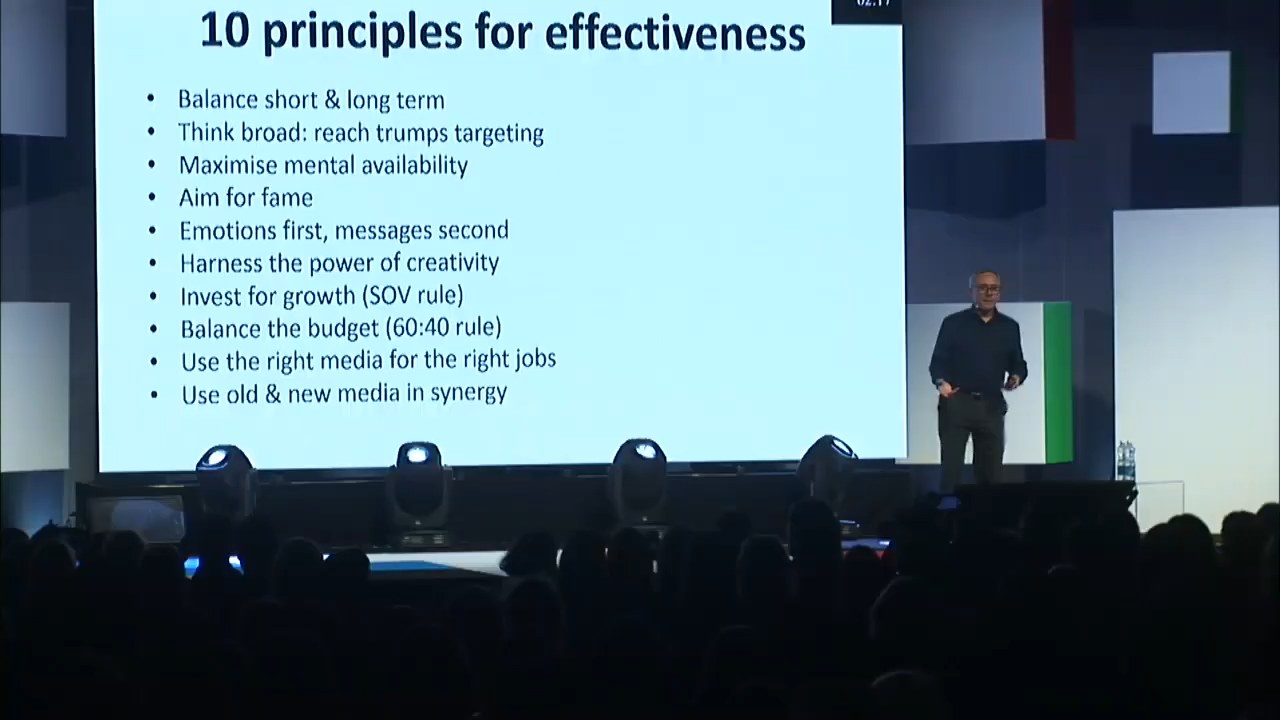 02:17
10 principles for effectiveness
• Balance short & long term
• Think broad: reach trumps targeting
• Maximise mental availability
• Aim for fame
• Emotions first, messages second
• Harness the power of creativity
• Invest for growth (SOV rule)
• Balance the budget (60:40 rule)
• Use the right media for the right jobs
• Use old & new media in synergy